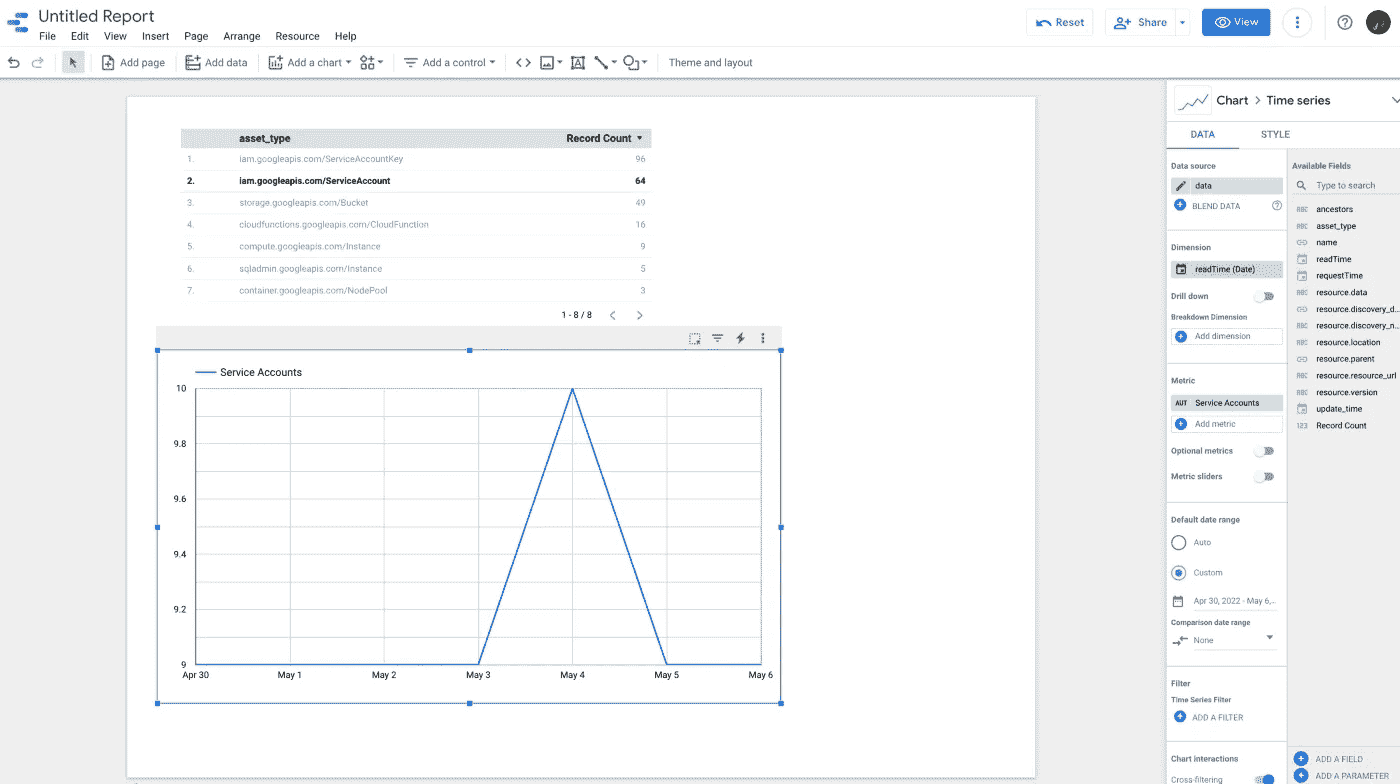 Untitled Report
File Edit View Insert Page Arrange Resource Help
Reset
Share
View
Add page
Add data
Add a chart
Add a control
Theme and layout
asset_type Record Count
1. iam.googleapis.com/ServiceAccountKey 96
2. iam.googleapis.com/ServiceAccount 64
3. storage.googleapis.com/Bucket 49
4. cloudfunctions.googleapis.com/CloudFunction 16
5. compute.googleapis.com/Instance 9
6. sqladmin.googleapis.com/Instance 5
7. container.googleapis.com/NodePool 3
1 - 8 / 8
Service Accounts
10
9.8
9.6
9.4
9.2
9
Apr 30 May 1 May 2 May 3 May 4 May 5 May 6
Chart > Time series
DATA STYLE
Data source
data
BLEND DATA
Dimension
readTime (Date)
Drill down
Breakdown Dimension
Add dimension
Metric
AUT Service Accounts
Add metric
Optional metrics
Metric sliders
Default date range
Auto
Custom
Apr 30, 2022 - May 6,...
Comparison date range
None
Filter
Time Series Filter
ADD A FILTER
Chart interactions
Cross-filtering
Available Fields
Type to search
ABC ancestors
ABC asset_type
name
readTime
requestTime
ABC resource.data
resource.discovery_d...
ABC resource.discovery_n...
ABC resource.location
resource.parent
ABC resource.resource_url
ABC resource.version
update_time
123 Record Count
ADD A FIELD
ADD A PARAMETER